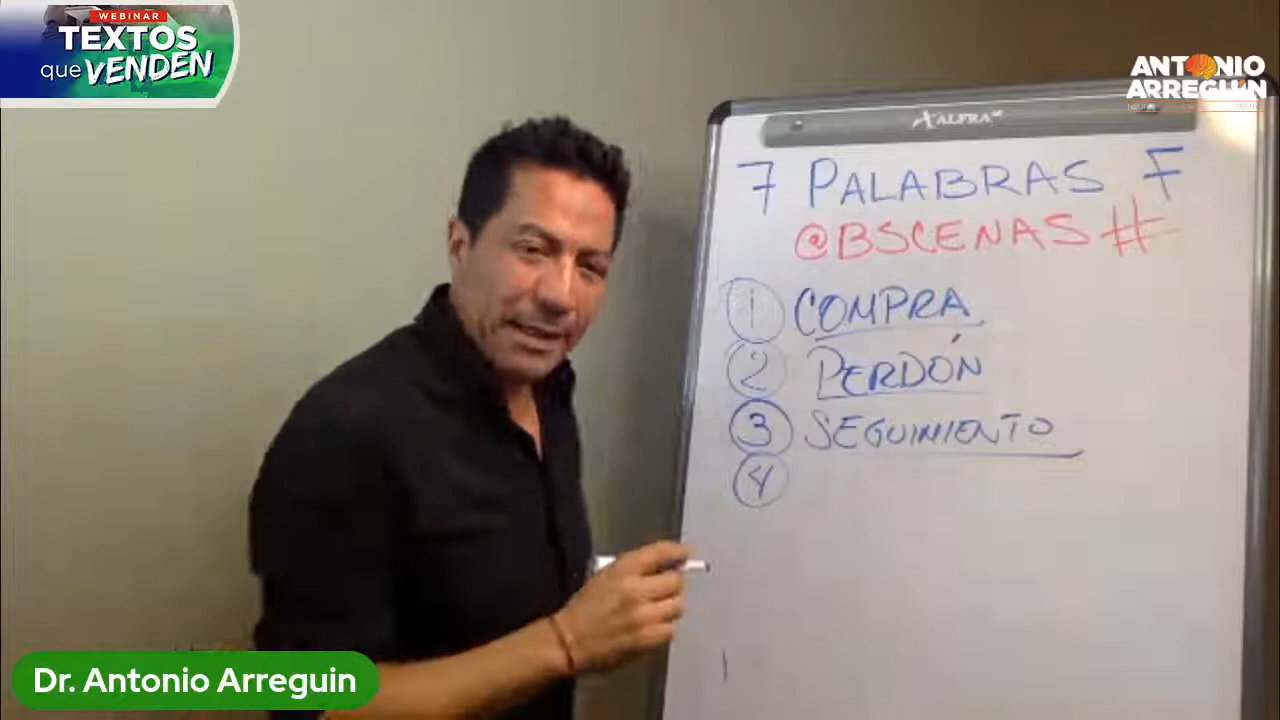 WEBINAR
TEXTOS
que VENDEN
ANTONIO
ARREGUÍN
ALFRA
7 PALABRAS F
@BSCENAS#
1 COMPRA
2 PERDÓN
3 SEGUIMIENTO
4
Dr. Antonio Arreguin